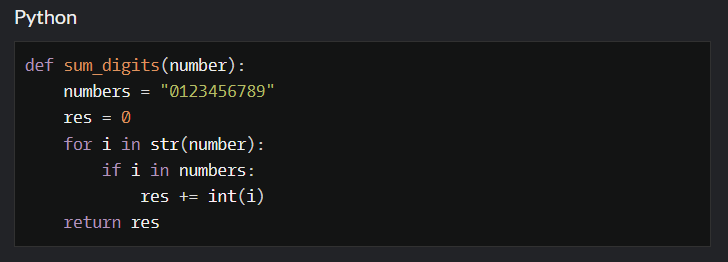 Python
def sum_digits(number):
    numbers = "0123456789"
    res = 0
    for i in str(number):
        if i in numbers:
            res += int(i)
    return res